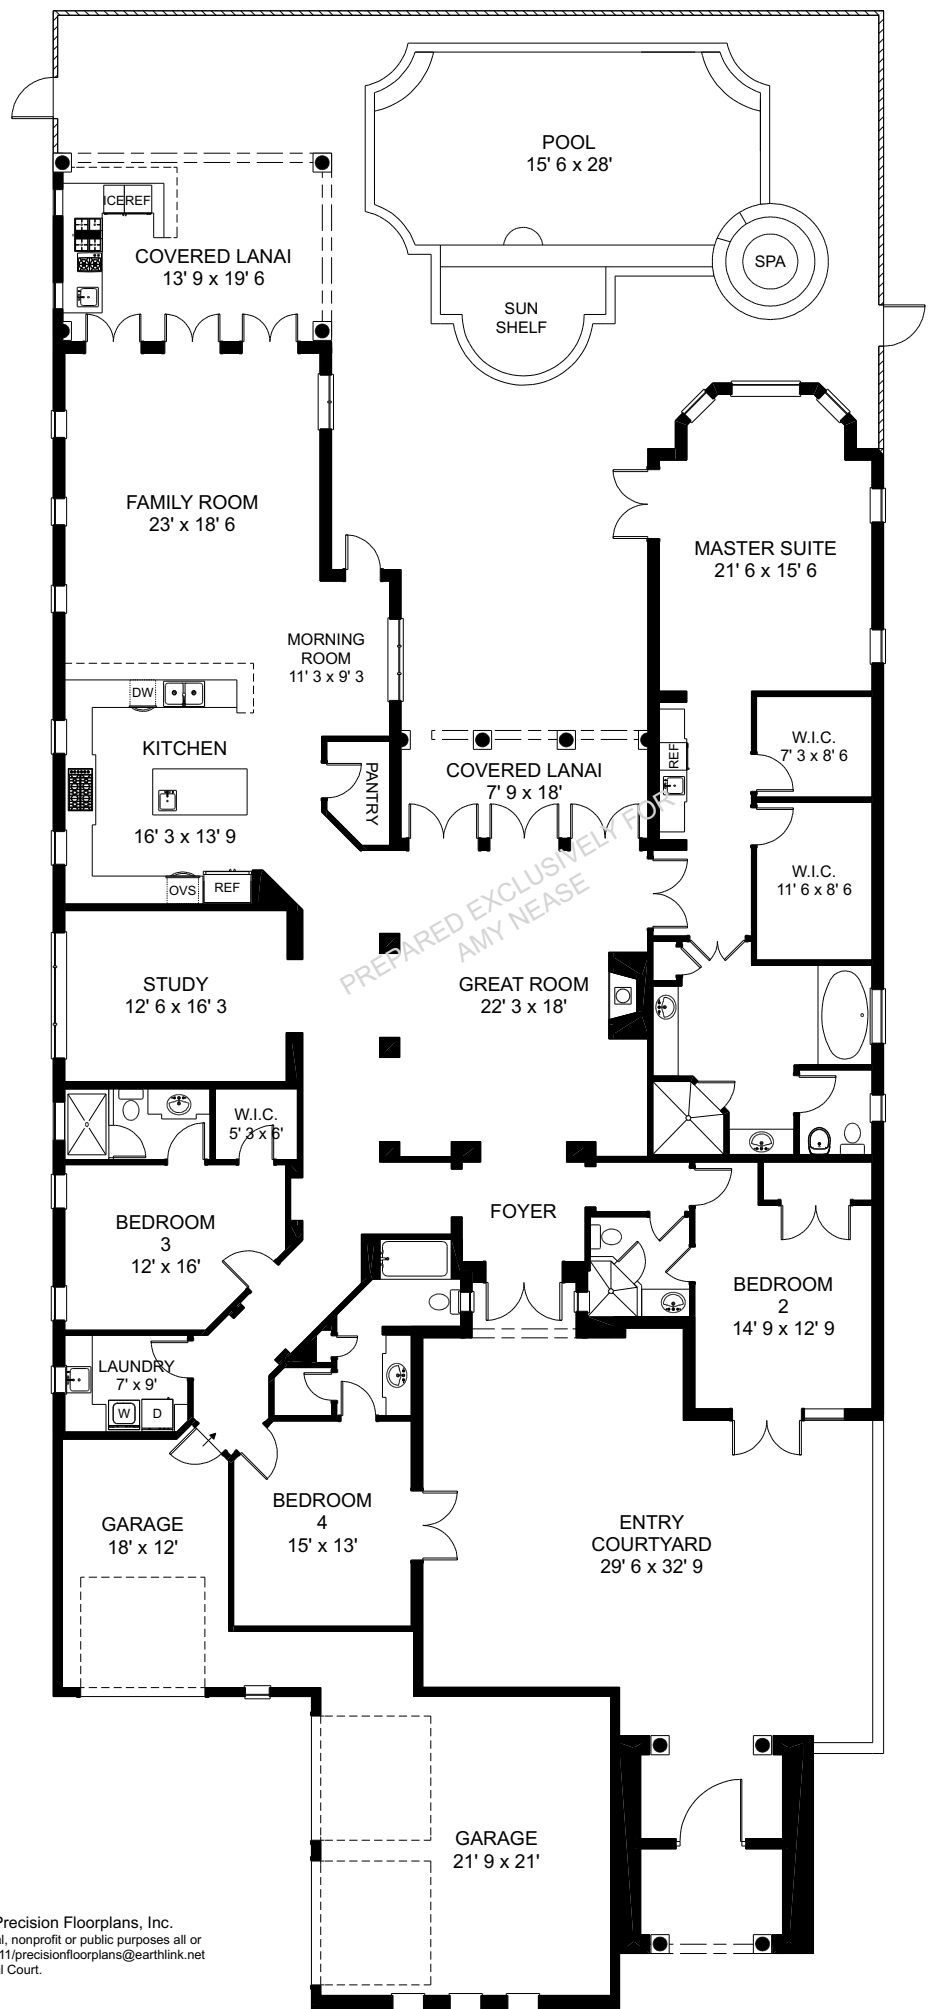 POOL
15' 6 x 28'
ICE REF
COVERED LANAI
13' 9 x 19' 6
SPA
SUN
SHELF
FAMILY ROOM
23' x 18' 6
MASTER SUITE
21' 6 x 15' 6
MORNING
ROOM
11' 3 x 9' 3
DW
KITCHEN
16' 3 x 13' 9
PANTRY
COVERED LANAI
7' 9 x 18'
REF
W.I.C.
7' 3 x 8' 6
W.I.C.
11' 6 x 8' 6
OVS
REF
PREPARED EXCLUSIVELY FOR
AMY NEASE
STUDY
12' 6 x 16' 3
GREAT ROOM
22' 3 x 18'
W.I.C.
5' 3 x 6'
BEDROOM
3
12' x 16'
FOYER
BEDROOM
2
14' 9 x 12' 9
LAUNDRY
7' x 9'
W
D
GARAGE
18' x 12'
BEDROOM
4
15' x 13'
ENTRY
COURTYARD
29' 6 x 32' 9
GARAGE
21' 9 x 21'
Precision Floorplans, Inc.
nonprofit or public purposes all or
11/precisionfloorplans@earthlink.net
Court.